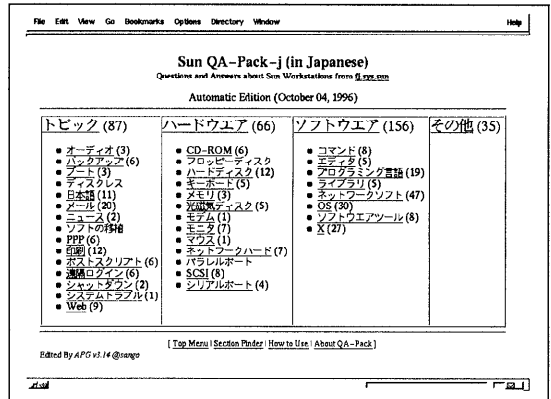 File Edit View Go Bookmarks Options Directory Window Help
Sun QA-Pack-j (in Japanese)
Questions and Answers about Sun Workstations from fj.sys.sun
Automatic Edition (October 04, 1996)
トピック (87)
オーディオ (3)
バックアップ (6)
ブート (3)
ディスクレス
日本語 (11)
メール (20)
ニュース (2)
ソフトの移植
PPP (6)
印刷 (12)
ポストスクリプト (6)
遠隔ログイン (6)
シャットダウン (2)
システムトラブル (1)
Web (9)
ハードウエア (66)
CD-ROM (6)
フロッピーディスク
ハードディスク (12)
キーボード (5)
メモリ (3)
光磁気ディスク (5)
モデム (1)
モニタ (7)
マウス (1)
ネットワークハード (7)
パラレルポート
SCSI (8)
シリアルポート (4)
ソフトウエア (156)
コマンド (8)
エディタ (5)
プログラミング言語 (19)
ライブラリ (5)
ネットワークソフト (47)
OS (30)
ソフトウエアツール (8)
X (27)
その他 (35)
[ Top Menu | Section Finder | How to Use | About QA-Pack ]
Edited By APG v3.14 @sango